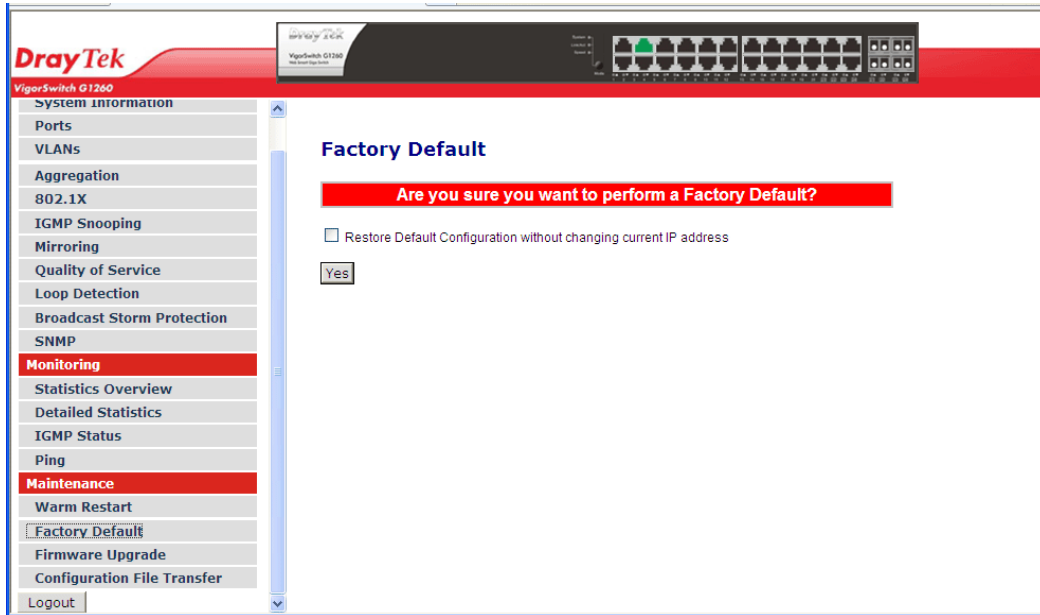 DrayTek
VigorSwitch G1260
DrayTek
VigorSwitch G1260
System Information
Ports
VLANs
Aggregation
802.1X
IGMP Snooping
Mirroring
Quality of Service
Loop Detection
Broadcast Storm Protection
SNMP
Monitoring
Statistics Overview
Detailed Statistics
IGMP Status
Ping
Maintenance
Warm Restart
Factory Default
Firmware Upgrade
Configuration File Transfer
Logout
Factory Default
Are you sure you want to perform a Factory Default?
Restore Default Configuration without changing current IP address
Yes